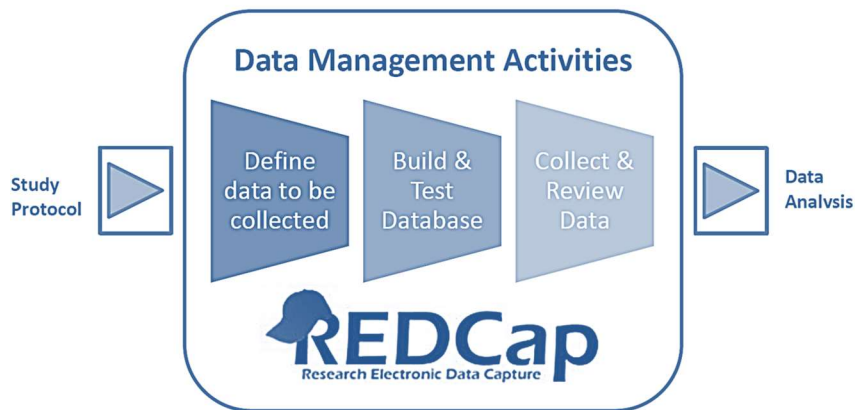 Data Management Activities
Study
Protocol
Define
data to be
collected
Build &
Test
Database
Collect &
Review
Data
Data
Analysis
REDCap
Research Electronic Data Capture